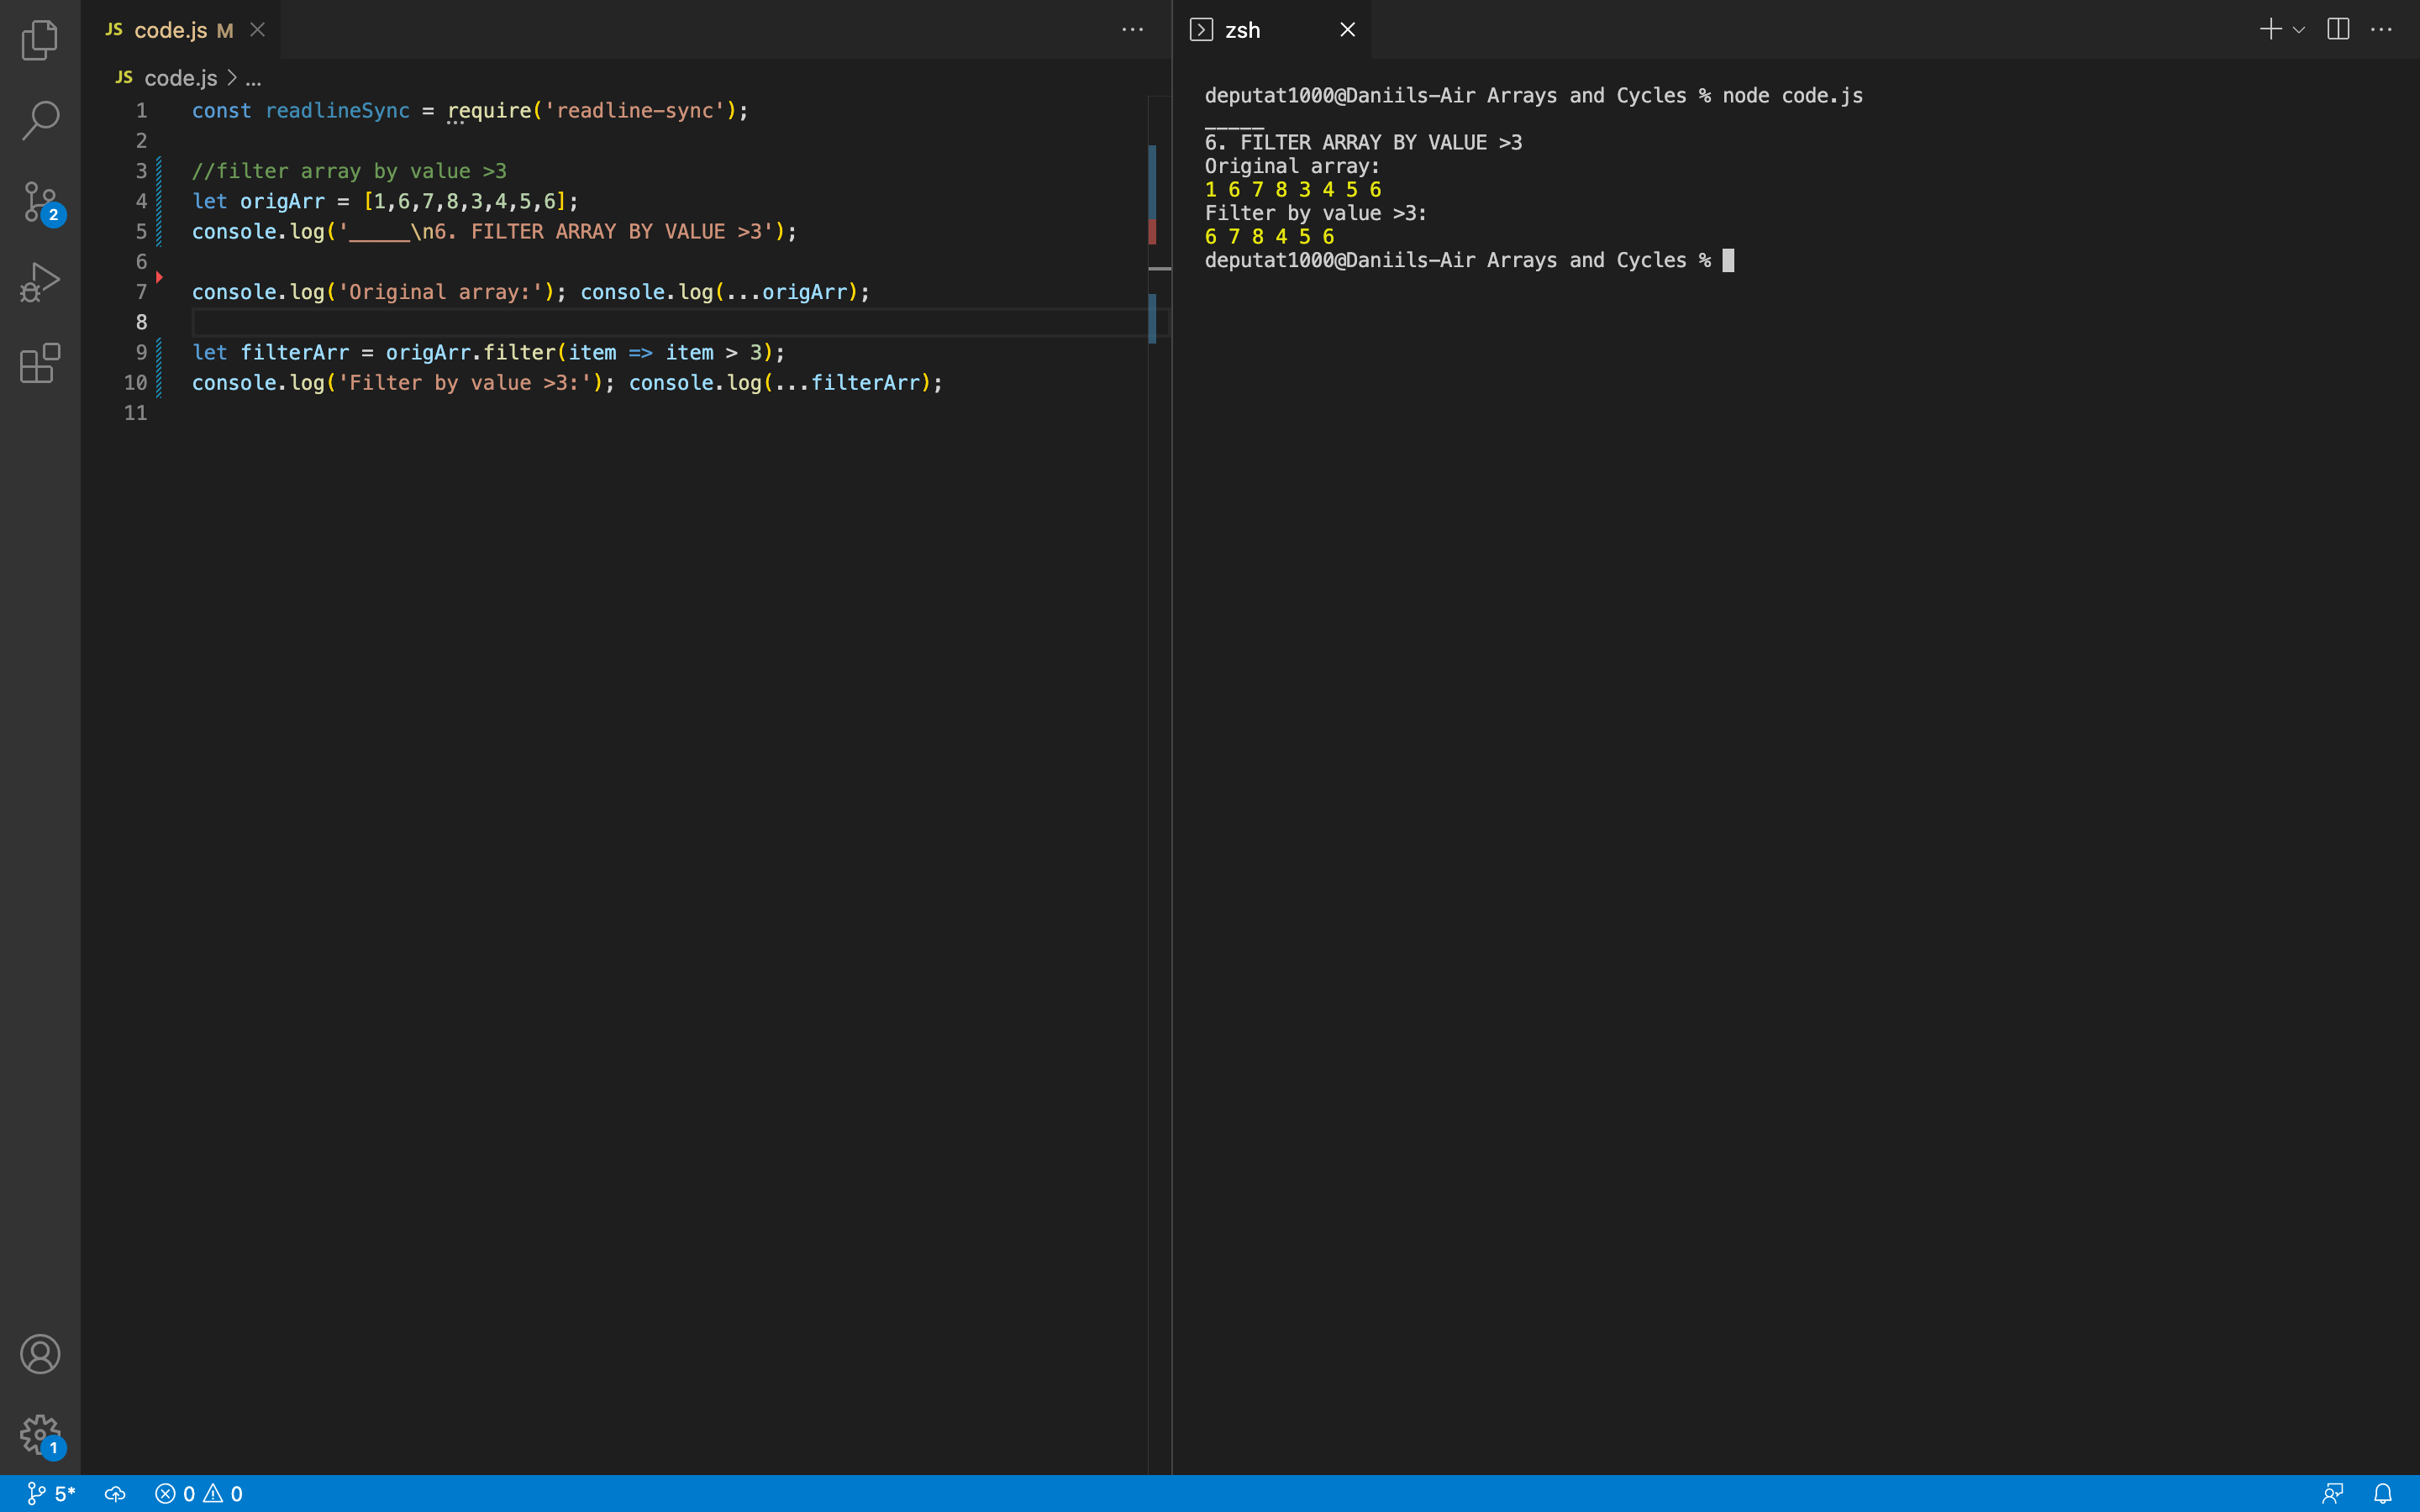 JS code.js M
JS code.js > ...
1 const readlineSync = require('readline-sync');
2
3 //filter array by value >3
4 let origArr = [1,6,7,8,3,4,5,6];
5 console.log('_____\n6. FILTER ARRAY BY VALUE >3');
6
7 console.log('Original array:'); console.log(...origArr);
8
9 let filterArr = origArr.filter(item => item > 3);
10 console.log('Filter by value >3:'); console.log(...filterArr);
11
zsh
deputat1000@Daniils-Air Arrays and Cycles % node code.js
_____
6. FILTER ARRAY BY VALUE >3
Original array:
1 6 7 8 3 4 5 6
Filter by value >3:
6 7 8 4 5 6
deputat1000@Daniils-Air Arrays and Cycles %
2
1
5* 0 0